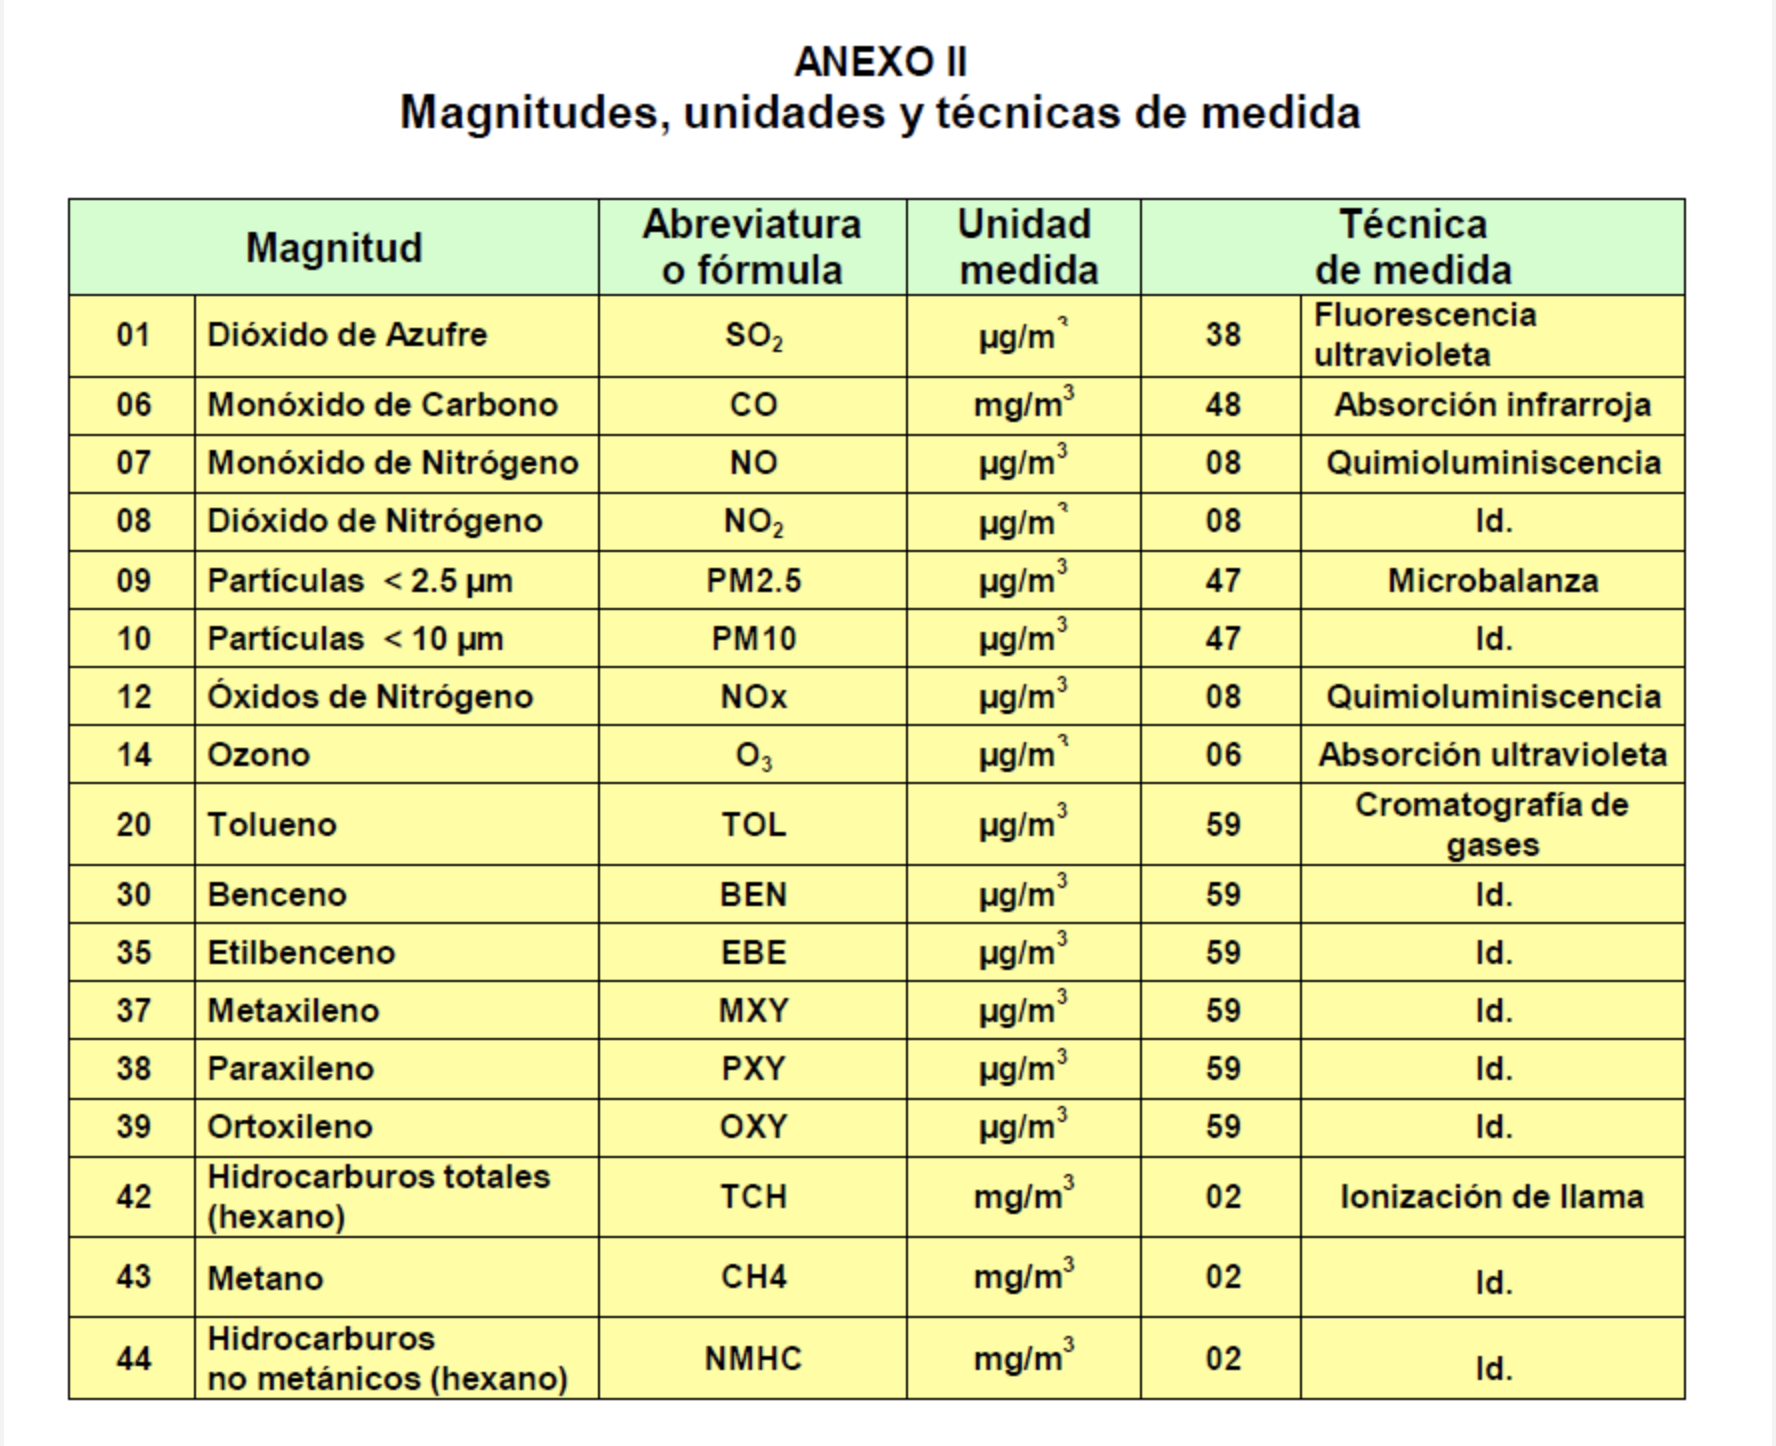 ANEXO II
Magnitudes, unidades y técnicas de medida
Magnitud Abreviatura o fórmula Unidad medida Técnica de medida
01 Dióxido de Azufre SO₂ µg/m³ 38 Fluorescencia ultravioleta
06 Monóxido de Carbono CO mg/m³ 48 Absorción infrarroja
07 Monóxido de Nitrógeno NO µg/m³ 08 Quimioluminiscencia
08 Dióxido de Nitrógeno NO₂ µg/m³ 08 Id.
09 Partículas < 2.5 µm PM2.5 µg/m³ 47 Microbalanza
10 Partículas < 10 µm PM10 µg/m³ 47 Id.
12 Óxidos de Nitrógeno NOx µg/m³ 08 Quimioluminiscencia
14 Ozono O₃ µg/m³ 06 Absorción ultravioleta
20 Tolueno TOL µg/m³ 59 Cromatografía de gases
30 Benceno BEN µg/m³ 59 Id.
35 Etilbenceno EBE µg/m³ 59 Id.
37 Metaxileno MXY µg/m³ 59 Id.
38 Paraxileno PXY µg/m³ 59 Id.
39 Ortoxileno OXY µg/m³ 59 Id.
42 Hidrocarburos totales (hexano) TCH mg/m³ 02 Ionización de llama
43 Metano CH4 mg/m³ 02 Id.
44 Hidrocarburos no metánicos (hexano) NMHC mg/m³ 02 Id.